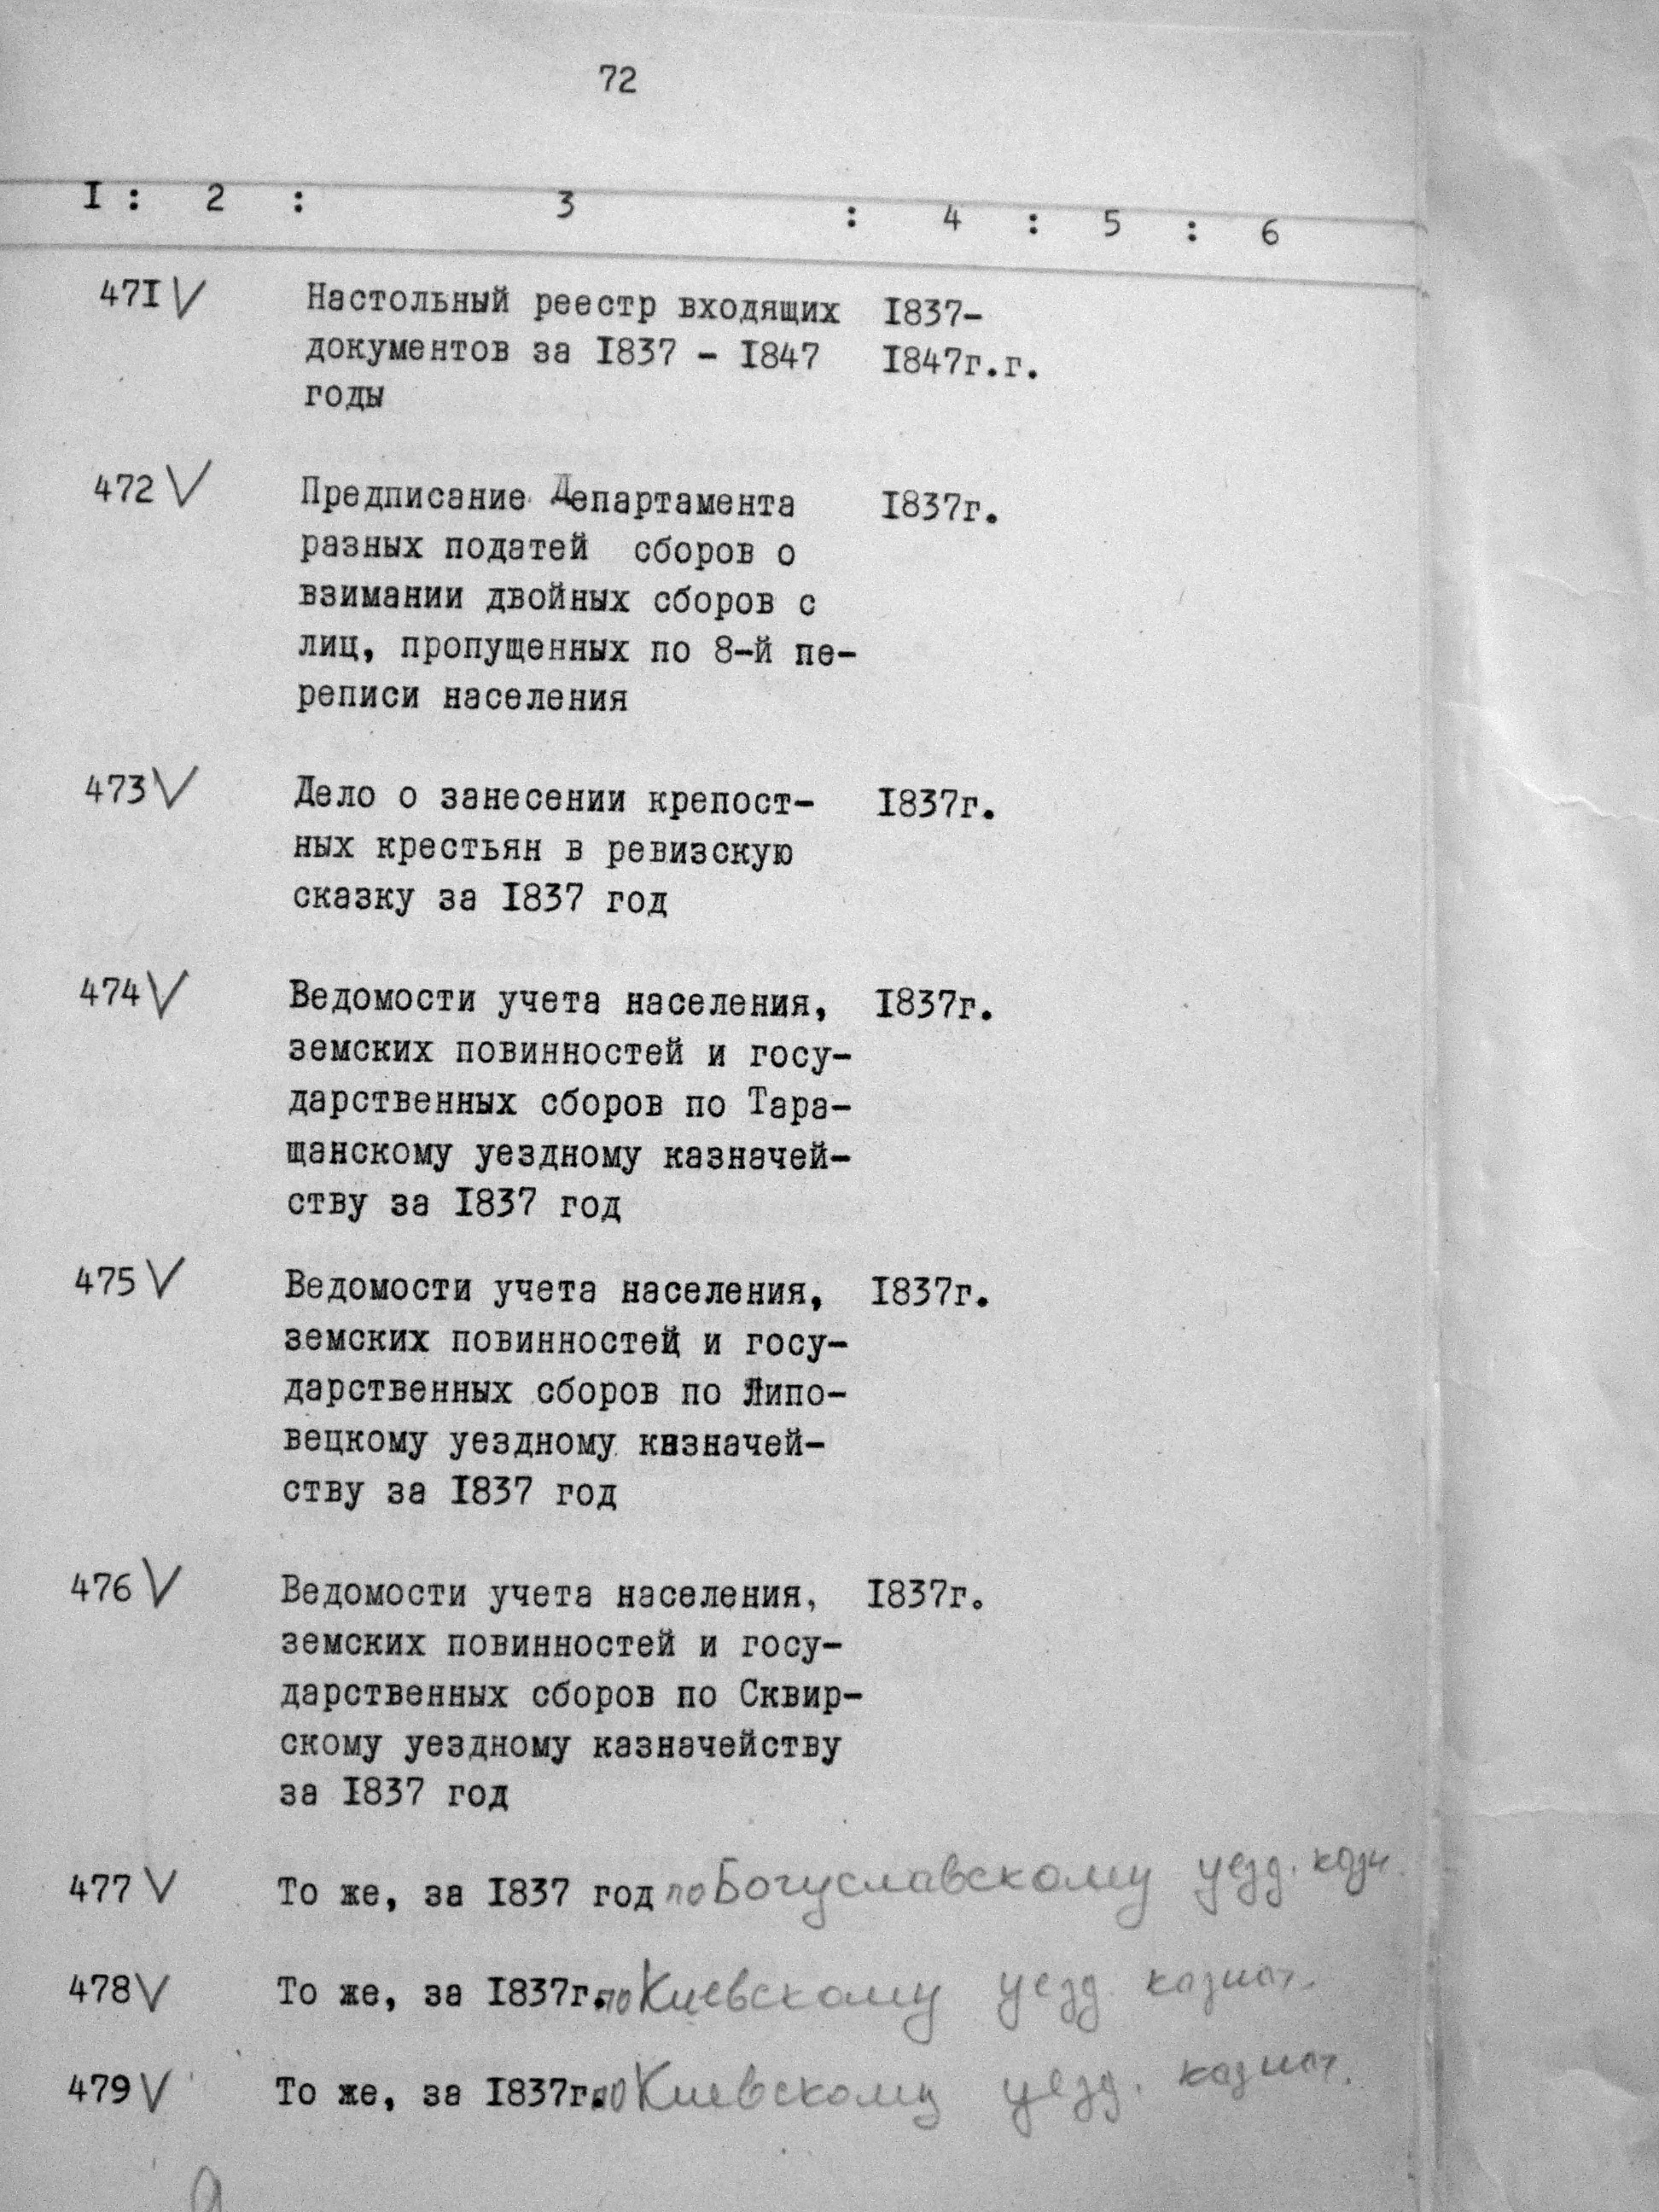 72
I : 2 : 3 : 4 : 5 : 6
471 V Настольный реестр входящих 1837-
документов за 1837 - 1847 1847г.г.
годы
472 V Предписание Департамента 1837г.
разных податей сборов о
взимании двойных сборов с
лиц, пропущенных по 8-й пе-
реписи населения
473 V Дело о занесении крепост- 1837г.
ных крестьян в ревизскую
сказку за 1837 год
474 V Ведомости учета населения, 1837г.
земских повинностей и госу-
дарственных сборов по Тара-
щанскому уездному казначей-
ству за 1837 год
475 V Ведомости учета населения, 1837г.
земских повинностей и госу-
дарственных сборов по Липо-
вецкому уездному казначей-
ству за 1837 год
476 V Ведомости учета населения, 1837г.
земских повинностей и госу-
дарственных сборов по Сквир-
скому уездному казначейству
за 1837 год
477 V То же, за 1837 год по Богуславскому уезд. казн.
478 V То же, за 1837г. по Киевскому уезд. казнач.
479 V То же, за 1837г. по Киевскому уезд. казнач.